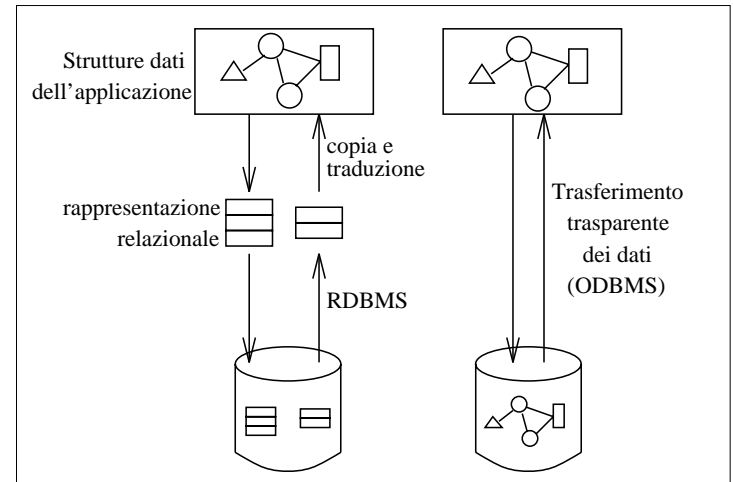 Strutture dati
dell'applicazione
copia e
traduzione
rappresentazione
relazionale
RDBMS
Trasferimento
trasparente
dei dati
(ODBMS)